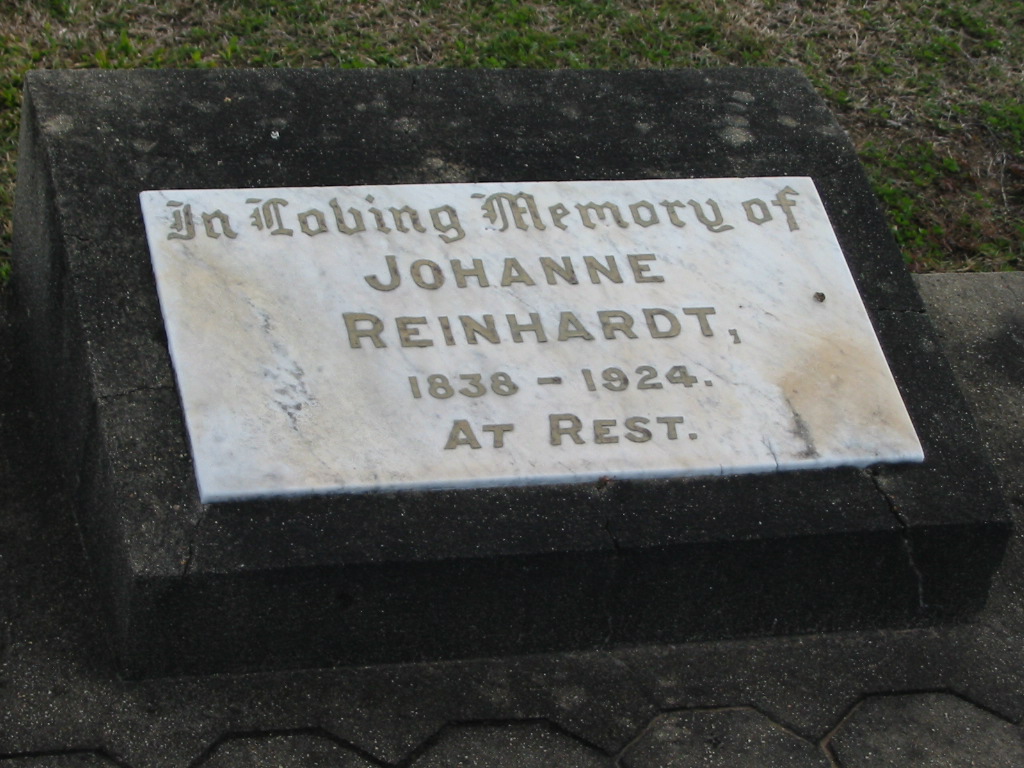 In Loving Memory of
JOHANNE
REINHARDT,
1838 - 1924.
AT REST.